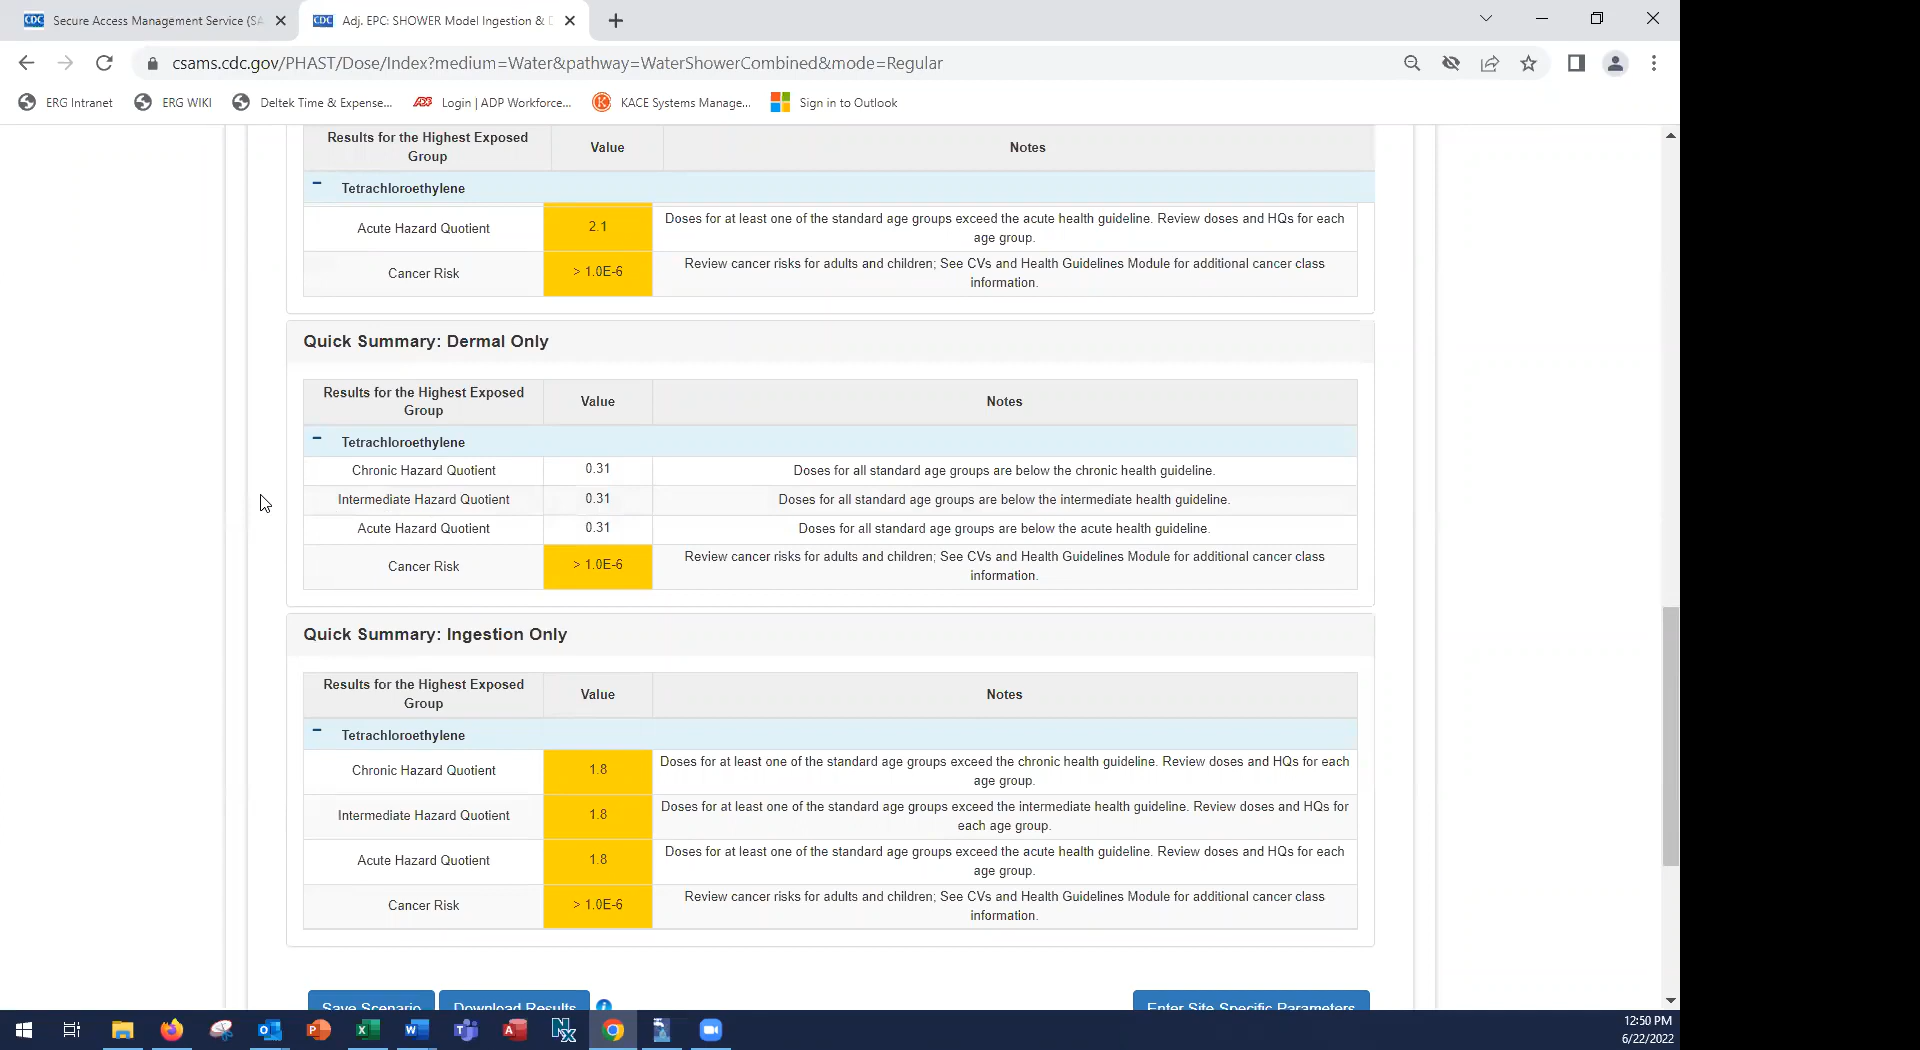 Secure Access Management Service (SA
Adj. EPC: SHOWER Model Ingestion &
csams.cdc.gov/PHAST/Dose/Index?medium=Water&pathway=WaterShowerCombined&mode=Regular
ERG Intranet
ERG WIKI
Deltek Time & Expense...
Login | ADP Workforce...
KACE Systems Manage...
Sign in to Outlook
Results for the Highest Exposed
Group
Value
Notes
Tetrachloroethylene
Acute Hazard Quotient
2.1
Doses for at least one of the standard age groups exceed the acute health guideline. Review doses and HQs for each
age group.
Cancer Risk
> 1.0E-6
Review cancer risks for adults and children; See CVs and Health Guidelines Module for additional cancer class
information.
Quick Summary: Dermal Only
Results for the Highest Exposed
Group
Value
Notes
Tetrachloroethylene
Chronic Hazard Quotient
0.31
Doses for all standard age groups are below the chronic health guideline.
Intermediate Hazard Quotient
0.31
Doses for all standard age groups are below the intermediate health guideline.
Acute Hazard Quotient
0.31
Doses for all standard age groups are below the acute health guideline.
Cancer Risk
> 1.0E-6
Review cancer risks for adults and children; See CVs and Health Guidelines Module for additional cancer class
information.
Quick Summary: Ingestion Only
Results for the Highest Exposed
Group
Value
Notes
Tetrachloroethylene
Chronic Hazard Quotient
1.8
Doses for at least one of the standard age groups exceed the chronic health guideline. Review doses and HQs for each
age group.
Intermediate Hazard Quotient
1.8
Doses for at least one of the standard age groups exceed the intermediate health guideline. Review doses and HQs for
each age group.
Acute Hazard Quotient
1.8
Doses for at least one of the standard age groups exceed the acute health guideline. Review doses and HQs for each
age group.
Cancer Risk
> 1.0E-6
Review cancer risks for adults and children; See CVs and Health Guidelines Module for additional cancer class
information.
Save Scenario
Download Results
Enter Site Specific Parameters
12:50 PM
6/22/2022